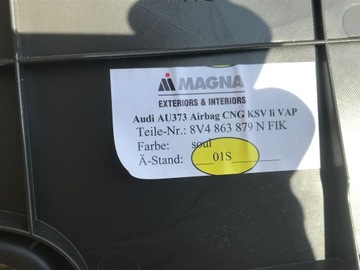 MAGNA
EXTERIORS & INTERIORS
Audi AU373 Airbag CNG KSV li VAP
Teile-Nr.: 8V4 863 879 N FIK
Farbe: soul
Ä-Stand: __01S__